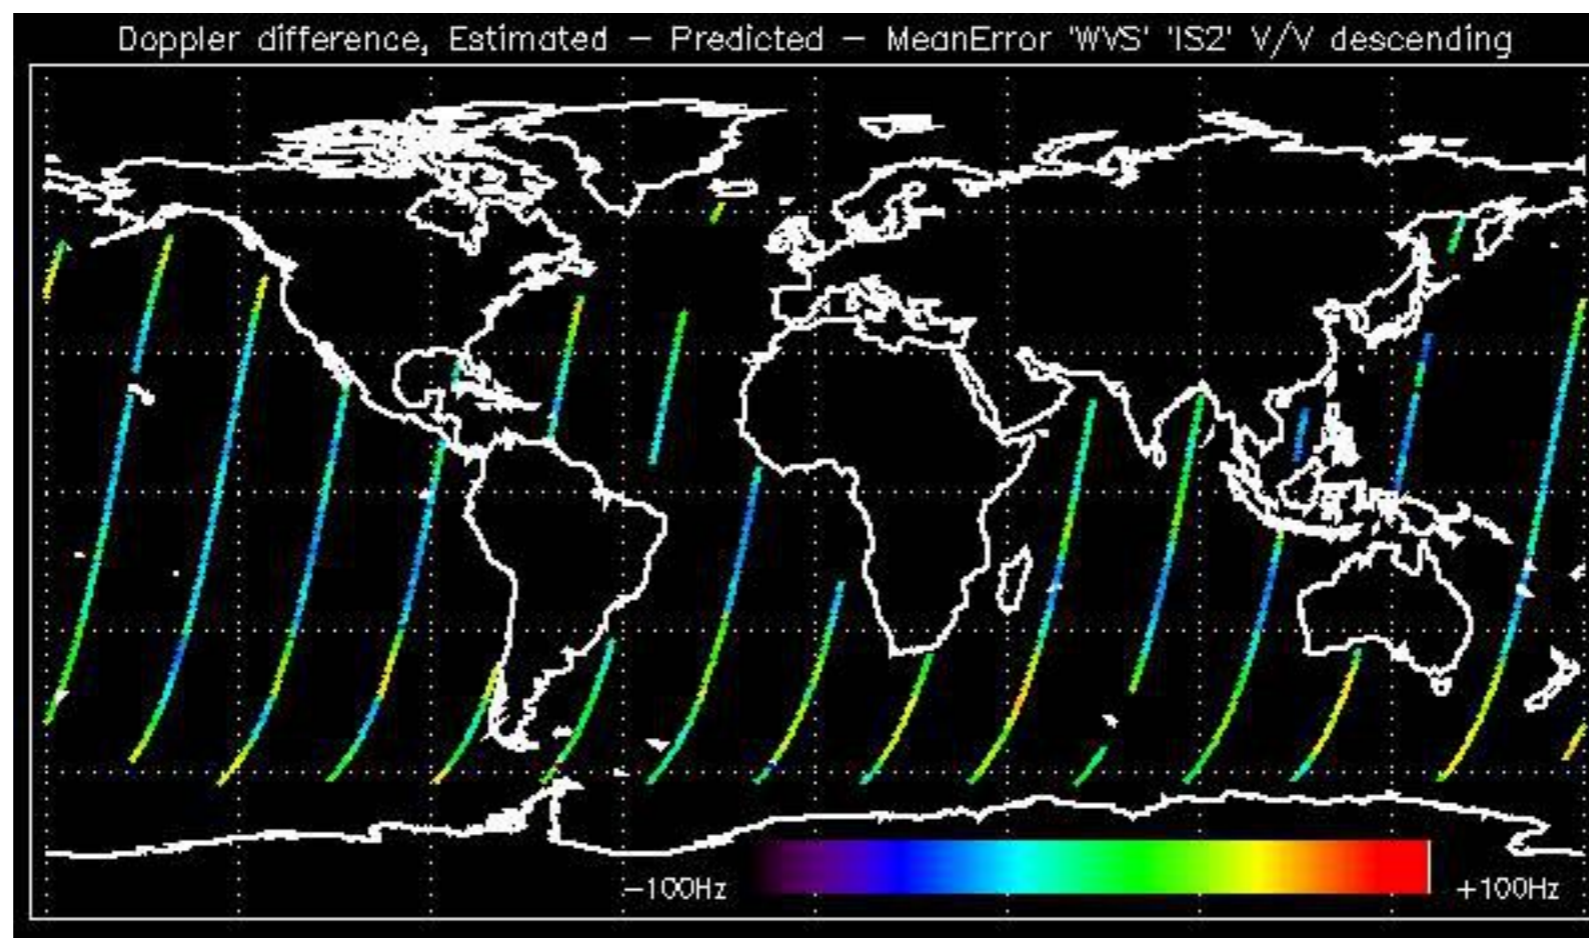 Doppler difference, Estimated – Predicted – MeanError 'WVS' 'IS2' V/V descending
−100Hz
+100Hz